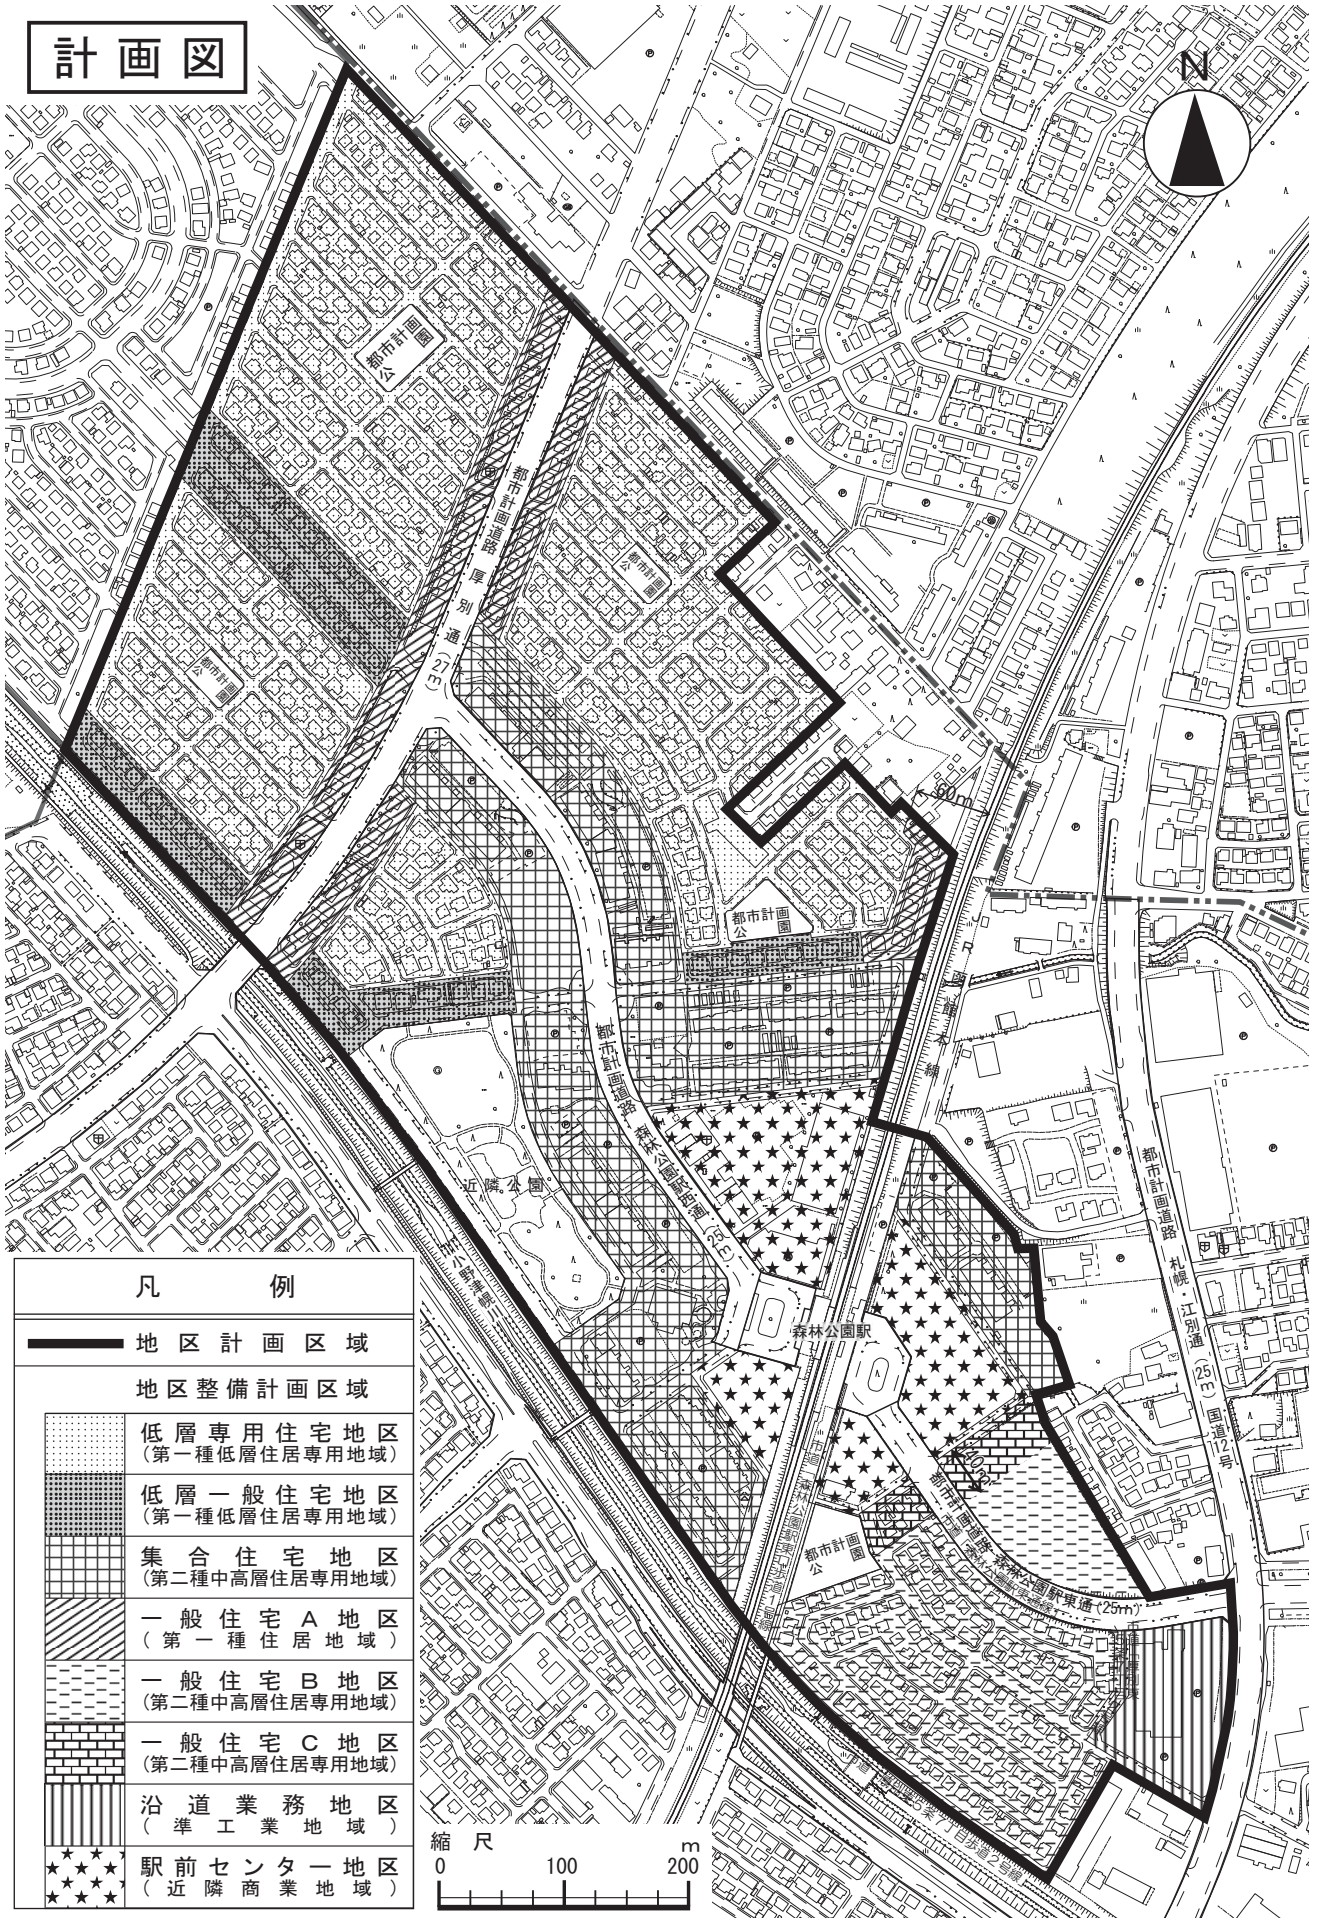 計画図
N
都市計画
公園
都市計画道路 厚別通(27m)
都市計画
公園
都市計画
公園
60m
都市計画
公園
JR函館本線
都市計画道路 森林公園駅西通 25m
近隣公園
小野津幌川
森林公園駅
都市計画道路 札幌・江別通(25m) 国道12号
都市計画
公園
都市計画道路 森林公園駅東通(25m)
凡例
地区計画区域
地区整備計画区域
低層専用住宅地区
(第一種低層住居専用地域)
低層一般住宅地区
(第一種低層住居専用地域)
集合住宅地区
(第二種中高層住居専用地域)
一般住宅A地区
(第一種住居地域)
一般住宅B地区
(第二種中高層住居専用地域)
一般住宅C地区
(第二種中高層住居専用地域)
沿道業務地区
(準工業地域)
駅前センター地区
(近隣商業地域)
縮尺 m
0 100 200